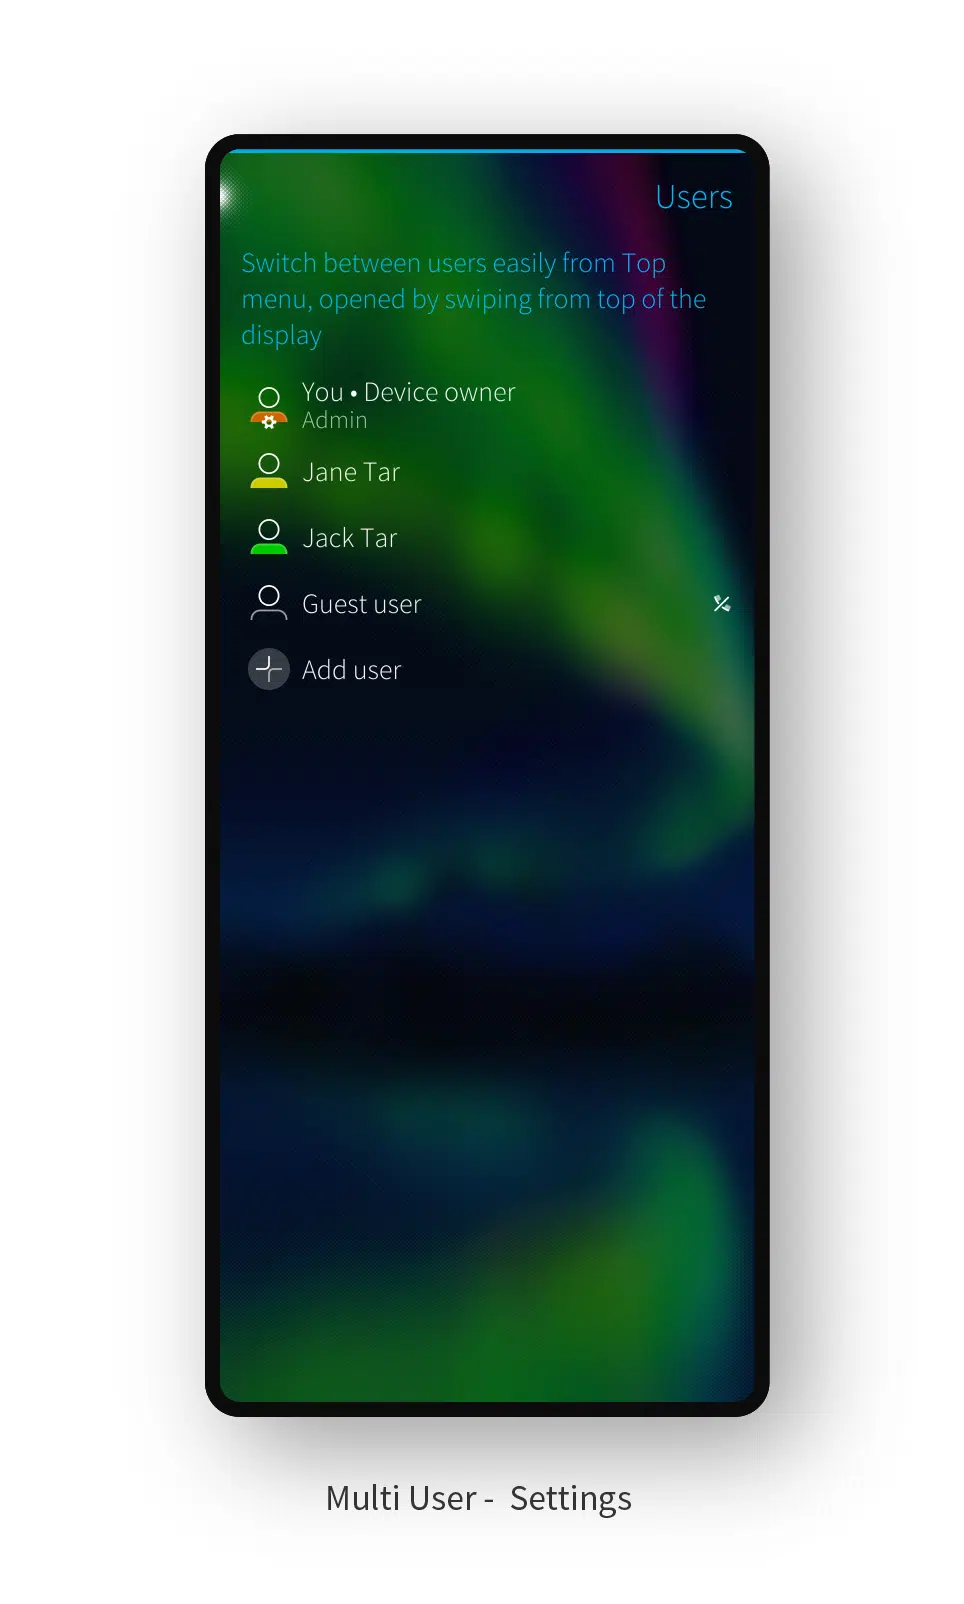 Users
Switch between users easily from Top
menu, opened by swiping from top of the
display
You • Device owner
Admin
Jane Tar
Jack Tar
Guest user
Add user
Multi User -  Settings